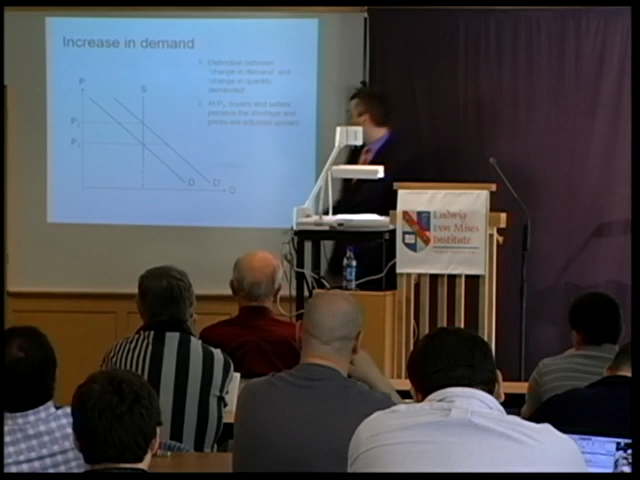 Increase in demand
1. Distinction between
"change in demand" and
"change in quantity
demanded"
2. At P₁, buyers and sellers
perceive the shortage and
prices are adjusted upward.
P
S
P₂
P₁
D
D'
Q
Ludwig
von Mises
Institute